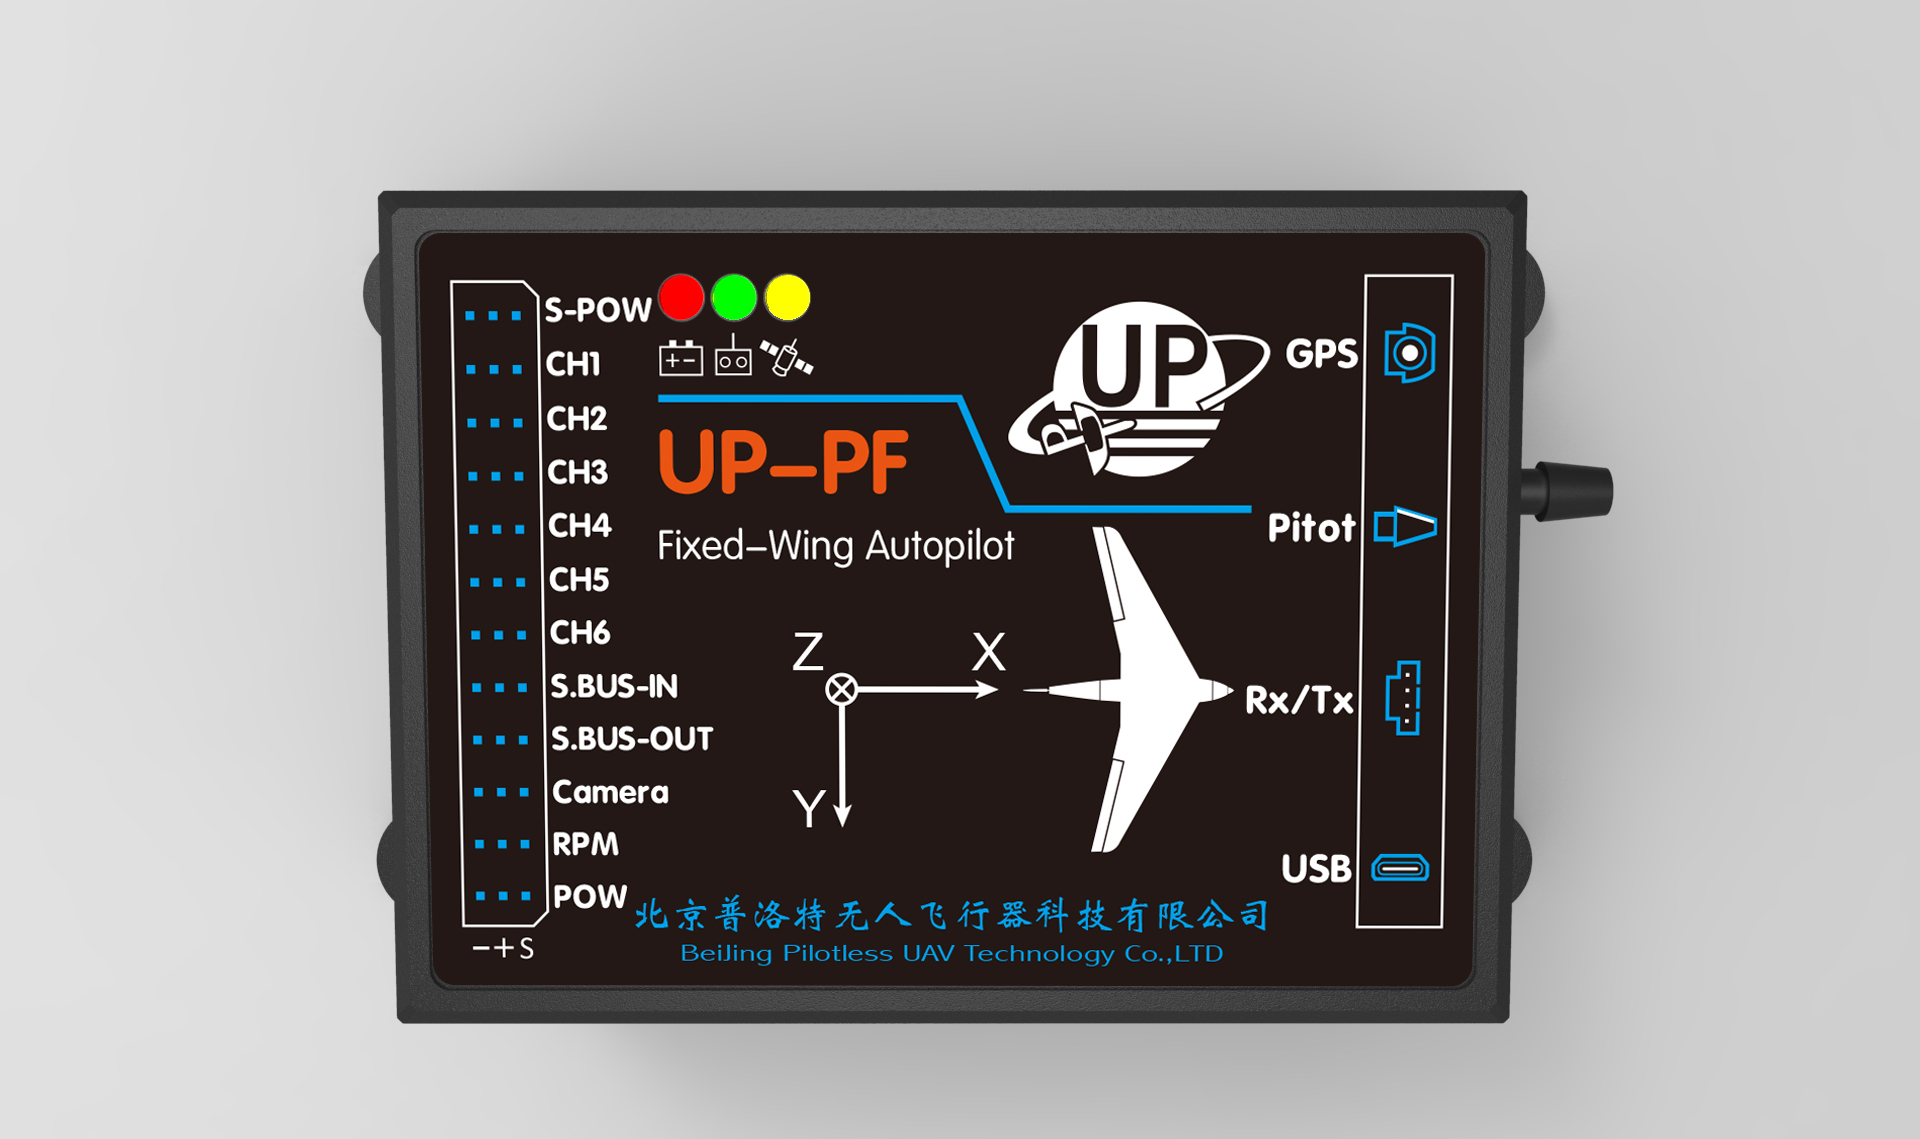 S-POW
CH1
CH2
CH3
CH4
CH5
CH6
S.BUS-IN
S.BUS-OUT
Camera
RPM
POW
−+S
UP
UP-PF
Fixed-Wing Autopilot
Z
X
Y
GPS
Pitot
Rx/Tx
USB
北京普洛特无人飞行器科技有限公司
BeiJing Pilotless UAV Technology Co.,LTD